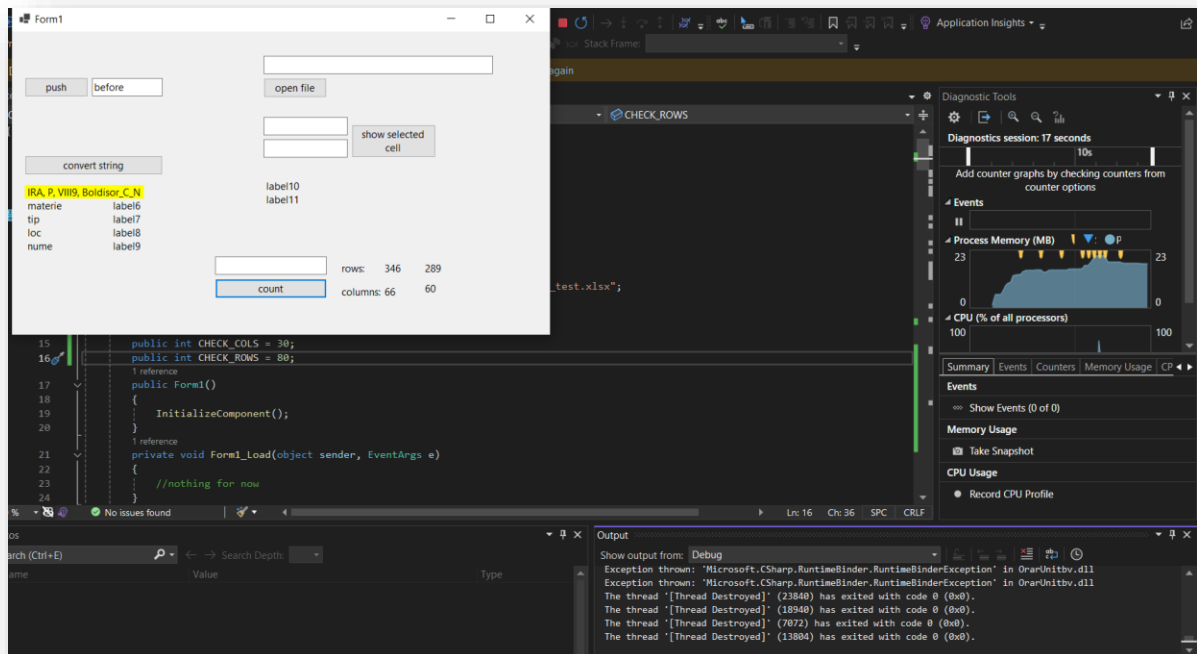 Form1
push
before
open file
show selected
cell
convert string
IRA, P, VIII9, Boldisor_C_N
materie label6
tip label7
loc label8
nume label9
label10
label11
rows: 346 289
count
columns: 66 60
Application Insights
Stack Frame:
again
CHECK_ROWS
_test.xlsx";
15 public int CHECK_COLS = 30;
16 public int CHECK_ROWS = 80;
1 reference
17 public Form1()
18 {
19 InitializeComponent();
20 }
1 reference
21 private void Form1_Load(object sender, EventArgs e)
22 {
23 //nothing for now
24 }
% No issues found Ln: 16 Ch: 36 SPC CRLF
Diagnostic Tools
Diagnostics session: 17 seconds
10s
Add counter graphs by checking counters from
counter options
Events
Process Memory (MB) P
23 23
0 0
CPU (% of all processors)
100 100
Summary Events Counters Memory Usage CP
Events
Show Events (0 of 0)
Memory Usage
Take Snapshot
CPU Usage
Record CPU Profile
os
arch (Ctrl+E) Search Depth:
ame Value Type
Output
Show output from: Debug
Exception thrown: 'Microsoft.CSharp.RuntimeBinder.RuntimeBinderException' in OrarUnitbv.dll
Exception thrown: 'Microsoft.CSharp.RuntimeBinder.RuntimeBinderException' in OrarUnitbv.dll
The thread '[Thread Destroyed]' (23840) has exited with code 0 (0x0).
The thread '[Thread Destroyed]' (18940) has exited with code 0 (0x0).
The thread '[Thread Destroyed]' (7072) has exited with code 0 (0x0).
The thread '[Thread Destroyed]' (13804) has exited with code 0 (0x0).